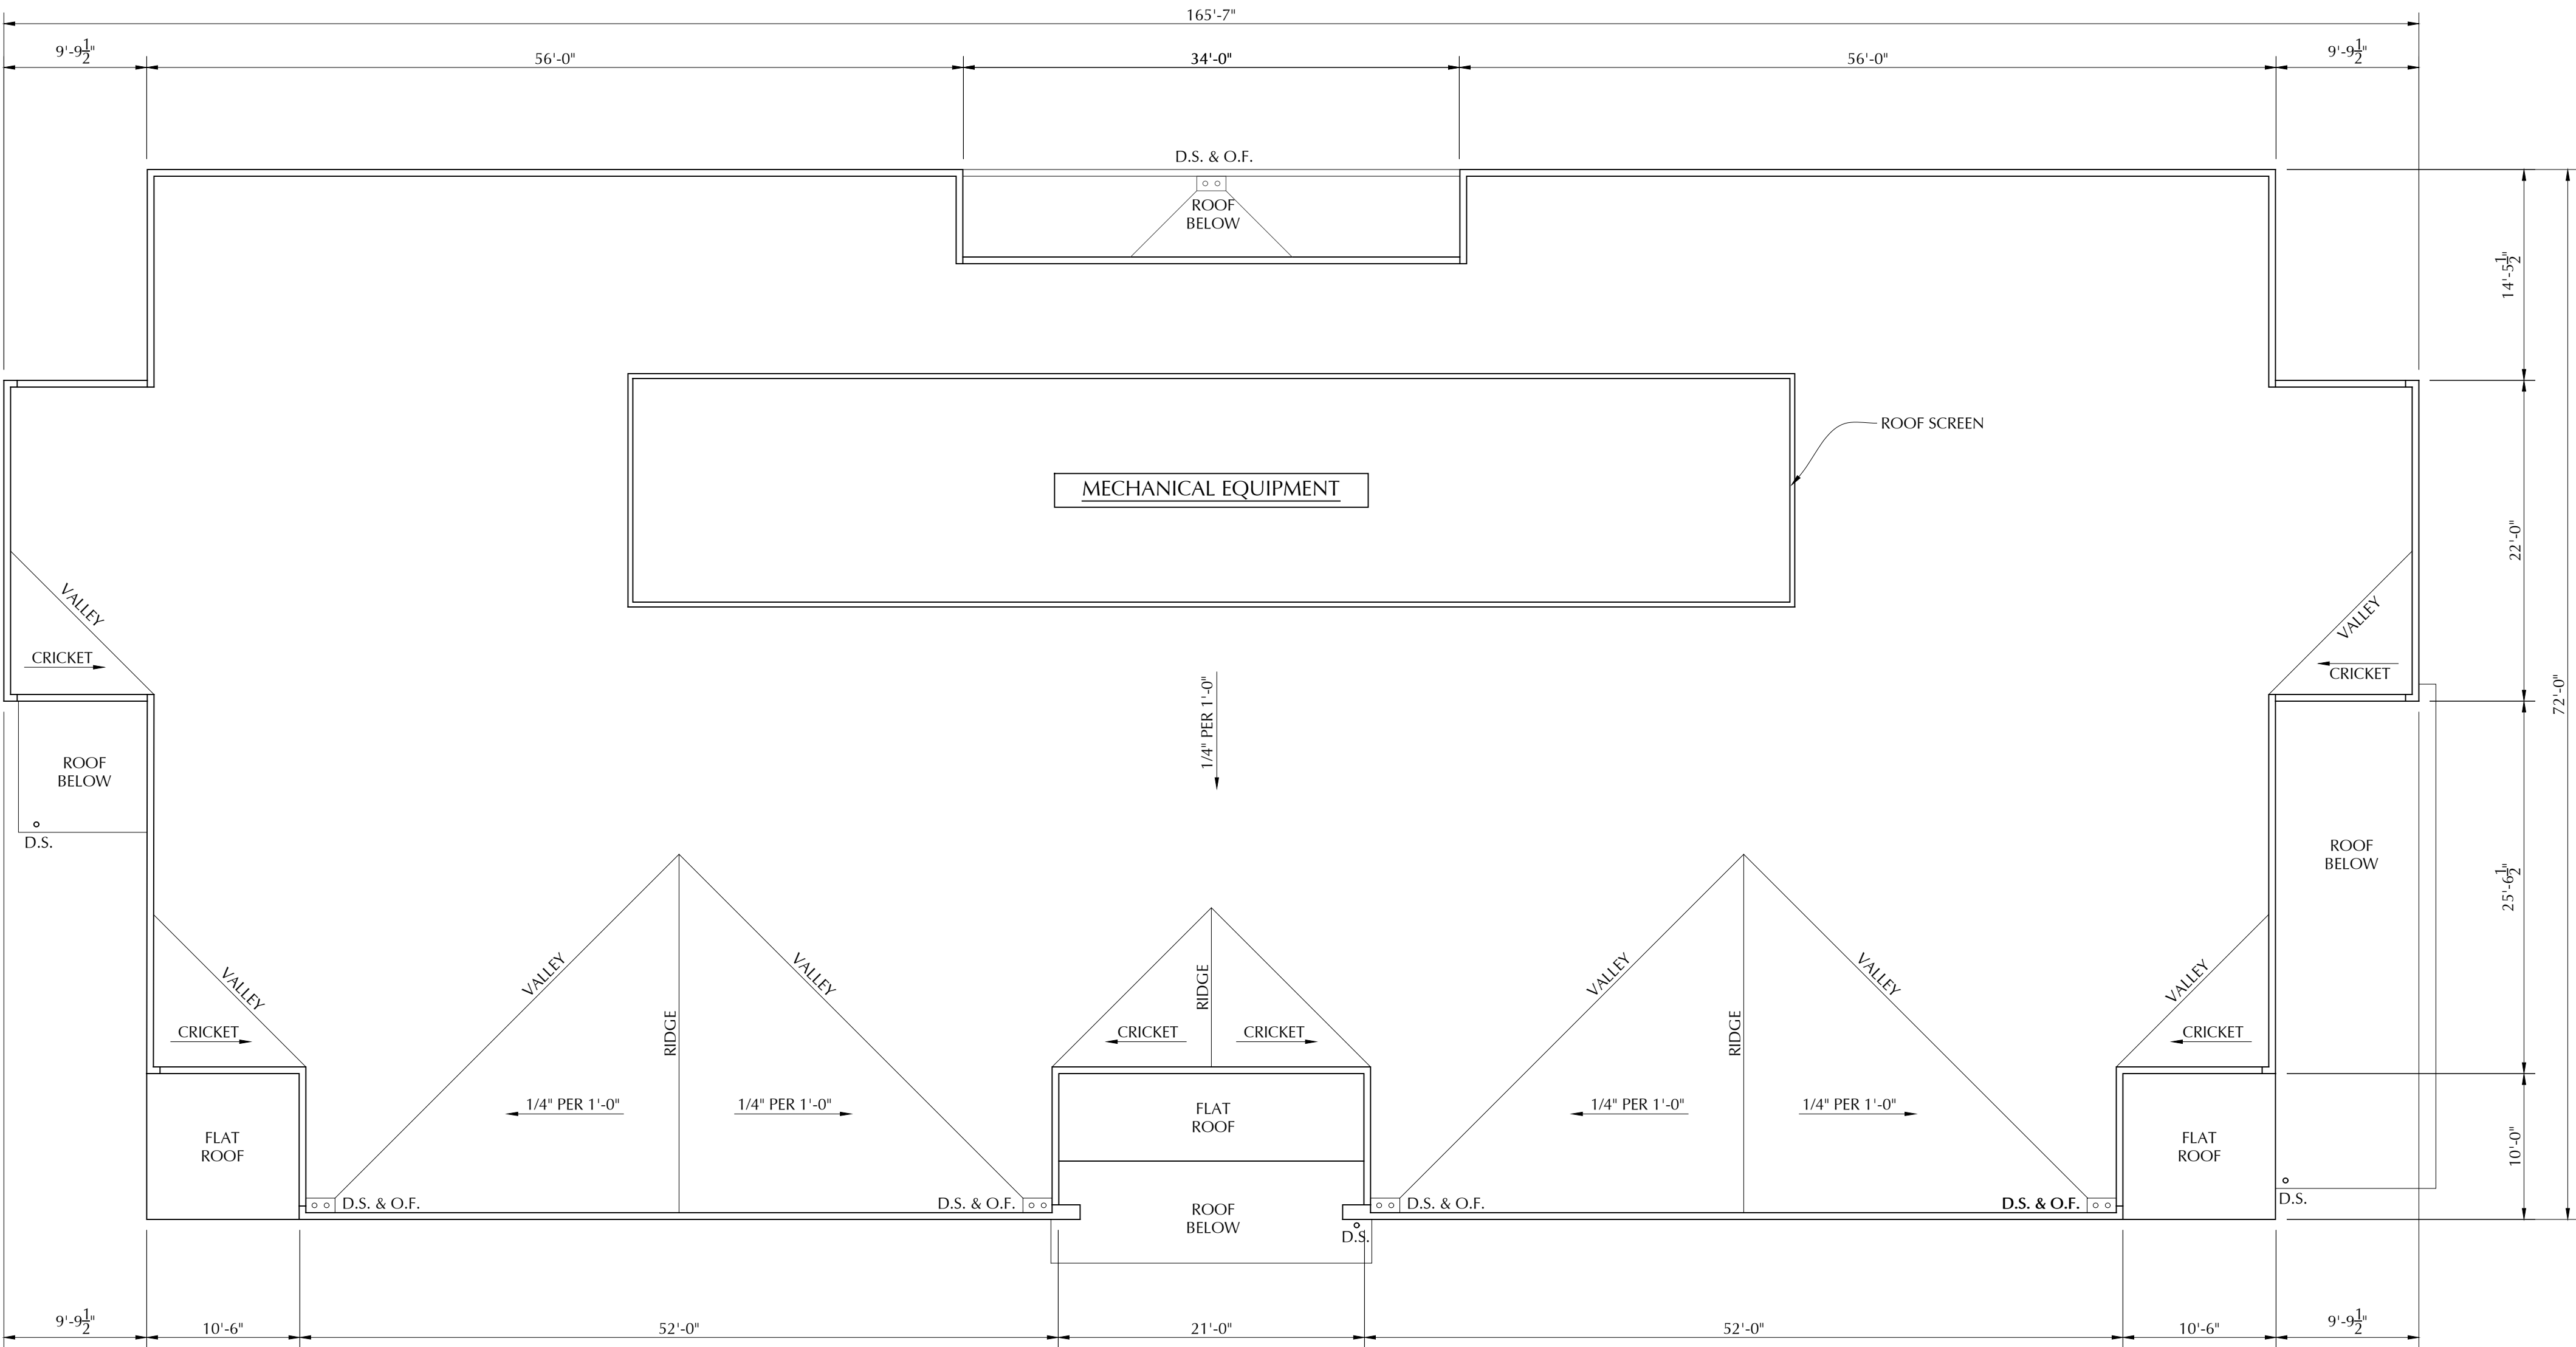 165'-7"
9'-9 1/2"
56'-0"
34'-0"
56'-0"
9'-9 1/2"
D.S. & O.F.
ROOF
BELOW
14'-5 1/2"
ROOF SCREEN
MECHANICAL EQUIPMENT
22'-0"
VALLEY
CRICKET
VALLEY
CRICKET
72'-0"
1/4" PER 1'-0"
ROOF
BELOW
D.S.
ROOF
BELOW
25'-6 1/2"
VALLEY
CRICKET
VALLEY
RIDGE
VALLEY
RIDGE
CRICKET
CRICKET
VALLEY
RIDGE
VALLEY
VALLEY
CRICKET
1/4" PER 1'-0"
1/4" PER 1'-0"
1/4" PER 1'-0"
1/4" PER 1'-0"
FLAT
ROOF
FLAT
ROOF
FLAT
ROOF
10'-0"
D.S. & O.F.
D.S. & O.F.
ROOF
BELOW
D.S. & O.F.
D.S. & O.F.
D.S.
D.S.
9'-9 1/2"
10'-6"
52'-0"
21'-0"
52'-0"
10'-6"
9'-9 1/2"